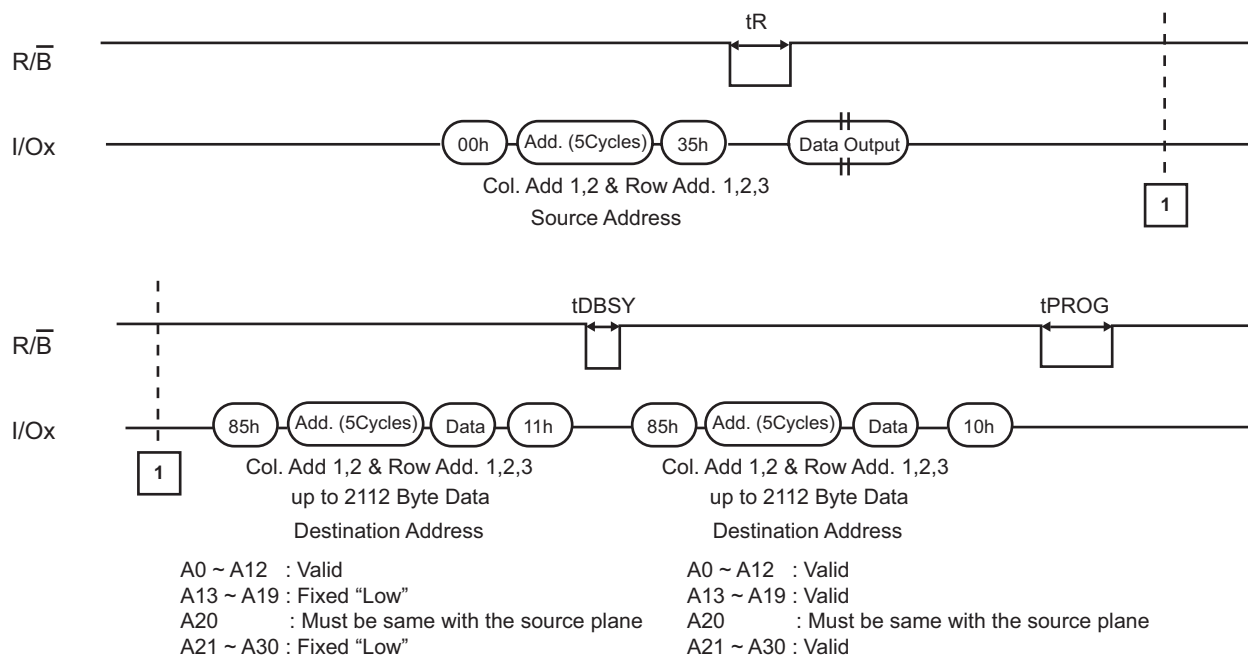 tR
R/B
I/Ox
00h Add. (5Cycles) 35h Data Output
Col. Add 1,2 & Row Add. 1,2,3
Source Address
1
tDBSY tPROG
R/B
I/Ox
85h Add. (5Cycles) Data 11h 85h Add. (5Cycles) Data 10h
1
Col. Add 1,2 & Row Add. 1,2,3
up to 2112 Byte Data
Destination Address
A0 ~ A12 : Valid
A13 ~ A19 : Fixed “Low”
A20 : Must be same with the source plane
A21 ~ A30 : Fixed “Low”
Col. Add 1,2 & Row Add. 1,2,3
up to 2112 Byte Data
Destination Address
A0 ~ A12 : Valid
A13 ~ A19 : Valid
A20 : Must be same with the source plane
A21 ~ A30 : Valid